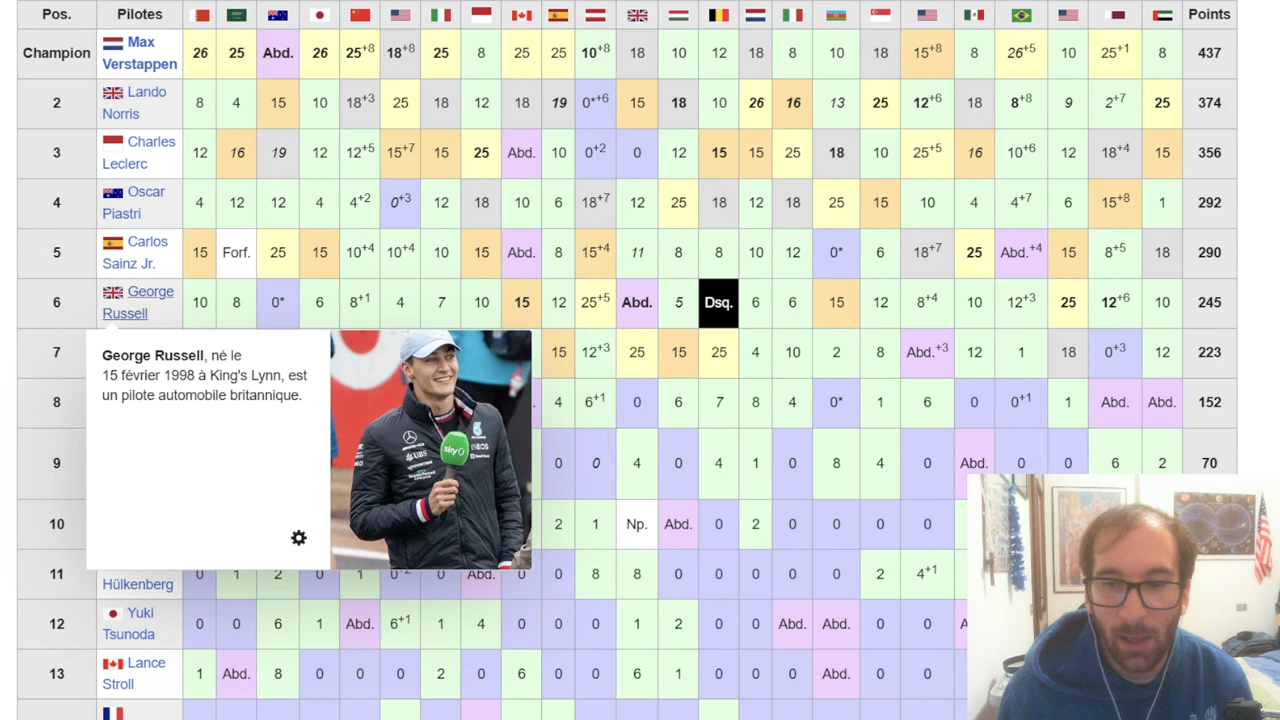 Pos. Pilotes Points
Champion Max Verstappen 26 25 Abd. 26 25+8 18+8 25 8 25 25 10+8 18 10 12 18 8 10 18 15+8 8 26+5 10 25+1 8 437
2 Lando Norris 8 4 15 10 18+3 25 18 12 18 19 0*+6 15 18 10 26 16 13 25 12+6 18 8+8 9 2+7 25 374
3 Charles Leclerc 12 16 19 12 12+5 15+7 15 25 Abd. 10 0+2 0 12 15 15 25 18 10 25+5 16 10+6 12 18+4 15 356
4 Oscar Piastri 4 12 12 4 4+2 0+3 12 18 10 6 18+7 12 25 18 12 18 25 15 10 4 4+7 6 15+8 1 292
5 Carlos Sainz Jr. 15 Forf. 25 15 10+4 10+4 10 15 Abd. 8 15+4 11 8 8 10 12 0* 6 18+7 25 Abd.+4 15 8+5 18 290
6 George Russell 10 8 0* 6 8+1 4 7 10 15 12 25+5 Abd. 5 Dsq. 6 6 15 12 8+4 10 12+3 25 12+6 10 245
7 15 12+3 25 15 25 4 10 2 8 Abd.+3 12 1 18 0+3 12 223
8 4 6+1 0 6 7 8 4 0* 1 6 0 0+1 1 Abd. Abd. 152
9 0 0 4 0 4 1 0 8 4 0 Abd. 0 0 6 2 70
10 2 1 Np. Abd. 0 2 0 0 0 0
11 Hülkenberg 0 1 2 0 1 0+2 0 Abd. 0 0 8 8 0 0 0 0 0 2 4+1
12 Yuki Tsunoda 0 0 6 1 Abd. 6+1 1 4 0 0 0 1 2 0 0 Abd. Abd. 0 0
13 Lance Stroll 1 Abd. 8 0 0 0 2 0 6 0 0 6 1 0 0 0 Abd. 0 0
George Russell, né le
15 février 1998 à King's Lynn, est
un pilote automobile britannique.
UBS
sky
INEOS